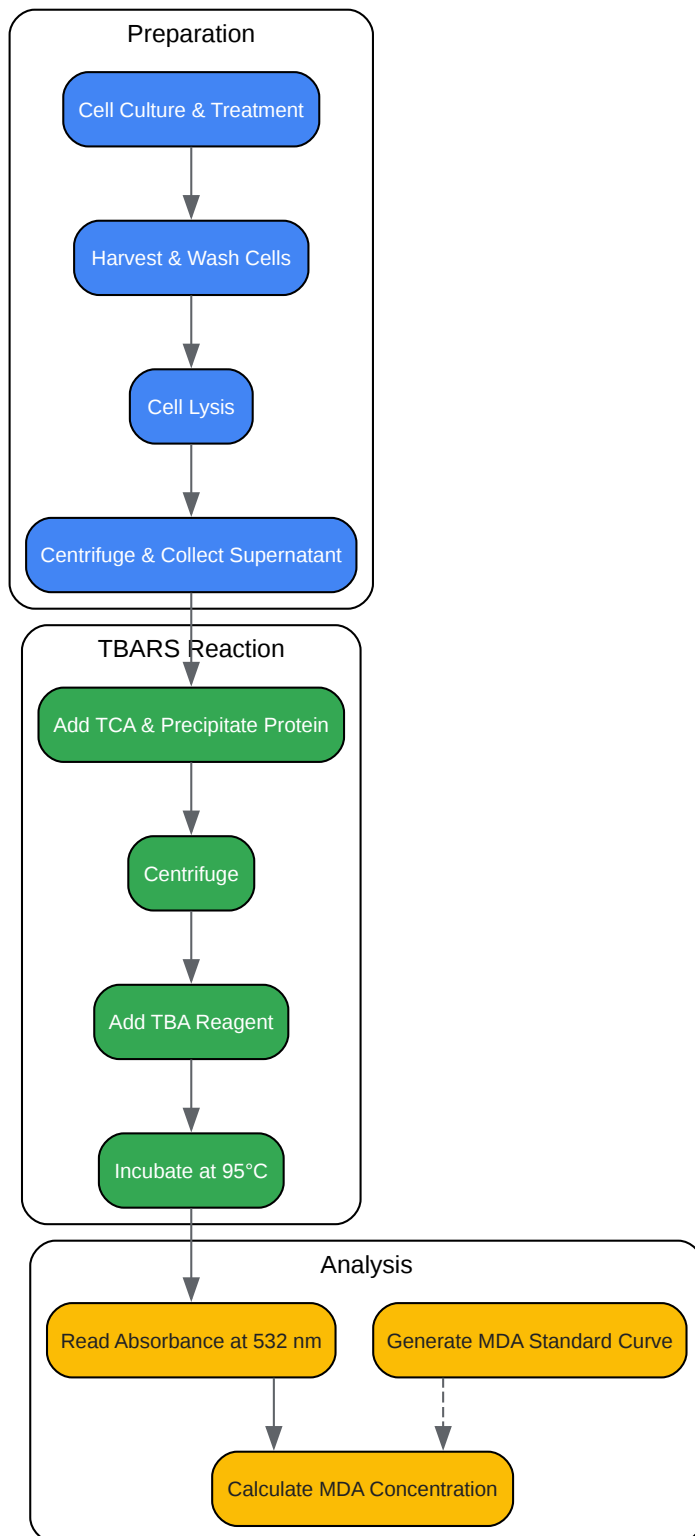 Preparation
Cell Culture & Treatment
Harvest & Wash Cells
Cell Lysis
Centrifuge & Collect Supernatant
TBARS Reaction
Add TCA & Precipitate Protein
Centrifuge
Add TBA Reagent
Incubate at 95°C
Analysis
Read Absorbance at 532 nm
Generate MDA Standard Curve
Calculate MDA Concentration